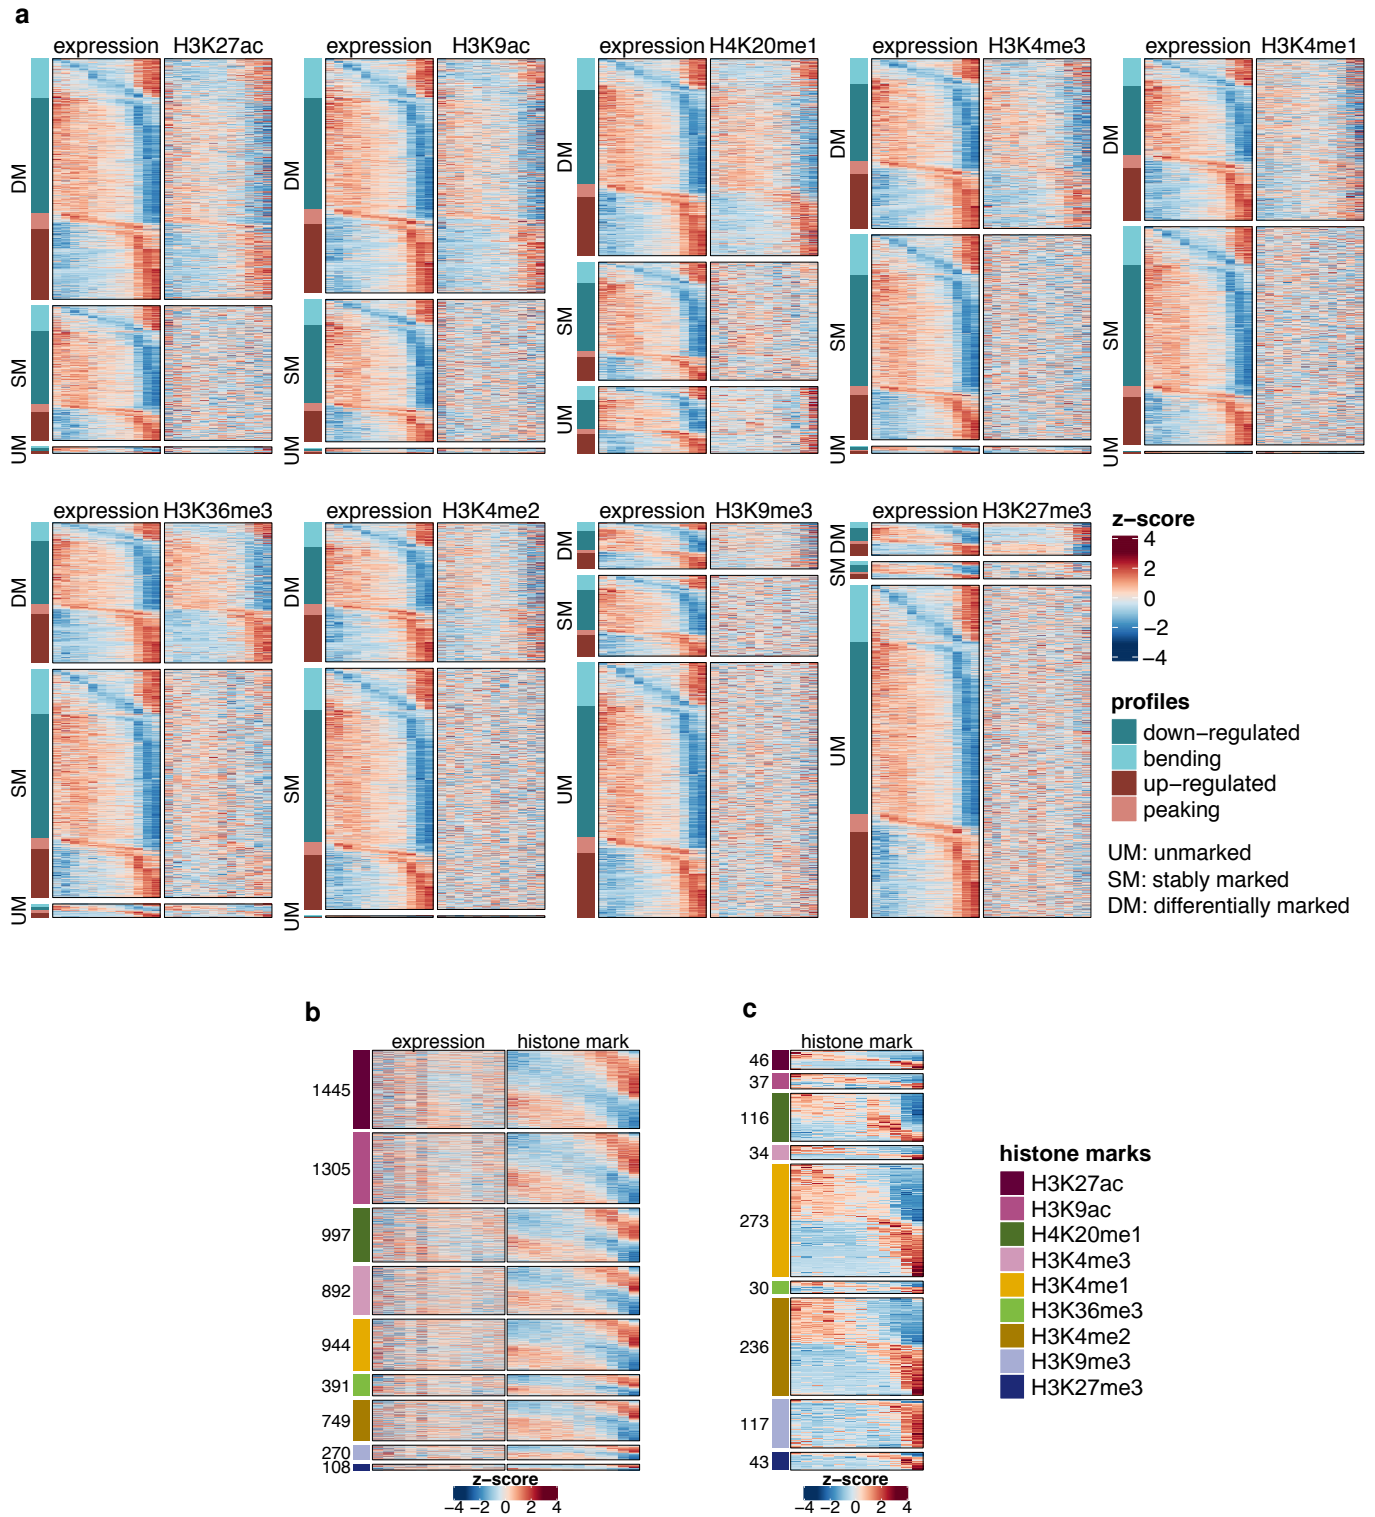 a
expression H3K27ac
expression H3K9ac
expression H4K20me1
expression H3K4me3
expression H3K4me1
DM
SM
UM
DM
SM
UM
DM
SM
UM
DM
SM
UM
DM
SM
UM
expression H3K36me3
expression H3K4me2
expression H3K9me3
expression H3K27me3
DM
SM
UM
DM
SM
UM
DM
SM
UM
DM
SM
UM
z−score
4
2
0
−2
−4
profiles
down−regulated
bending
up−regulated
peaking
UM: unmarked
SM: stably marked
DM: differentially marked
b
expression histone mark
1445
1305
997
892
944
391
749
270
108
z−score
−4 −2 0 2 4
c
histone mark
46
37
116
34
273
30
236
117
43
z−score
−4 −2 0 2 4
histone marks
H3K27ac
H3K9ac
H4K20me1
H3K4me3
H3K4me1
H3K36me3
H3K4me2
H3K9me3
H3K27me3